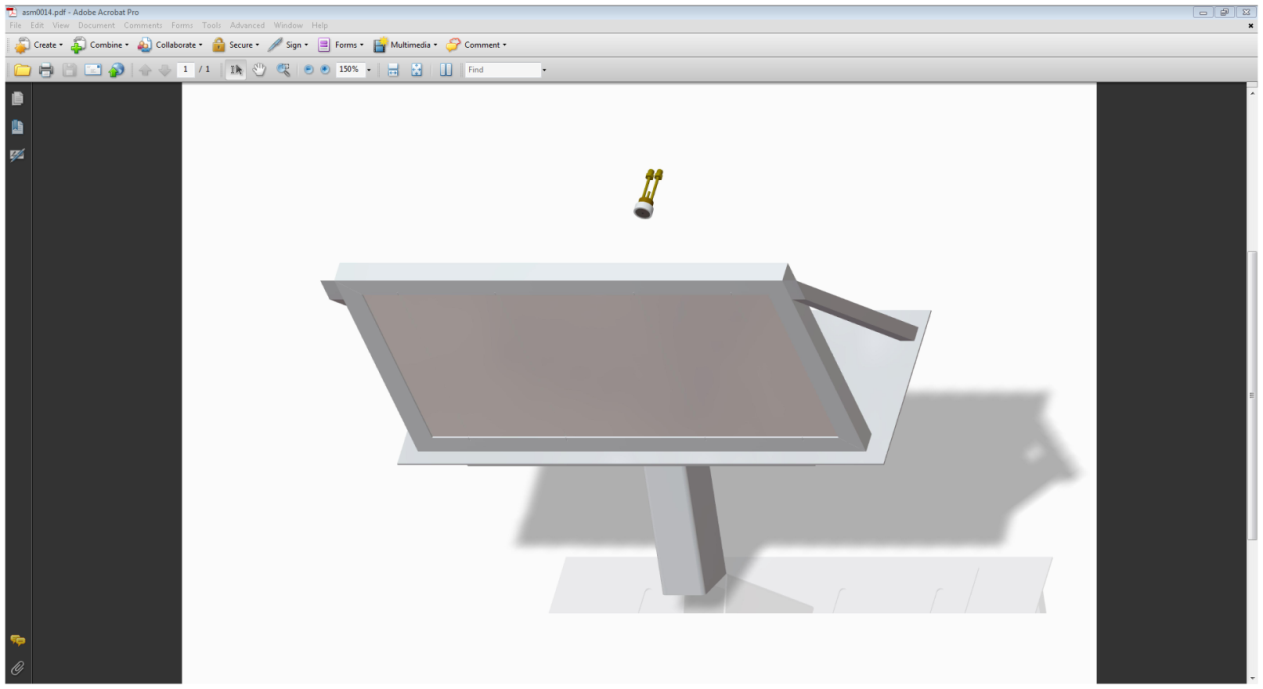 asm0014.pdf - Adobe Acrobat Pro
File Edit View Document Comments Forms Tools Advanced Window Help
Create Combine Collaborate Secure Sign Forms Multimedia Comment
1 / 1 150% Find